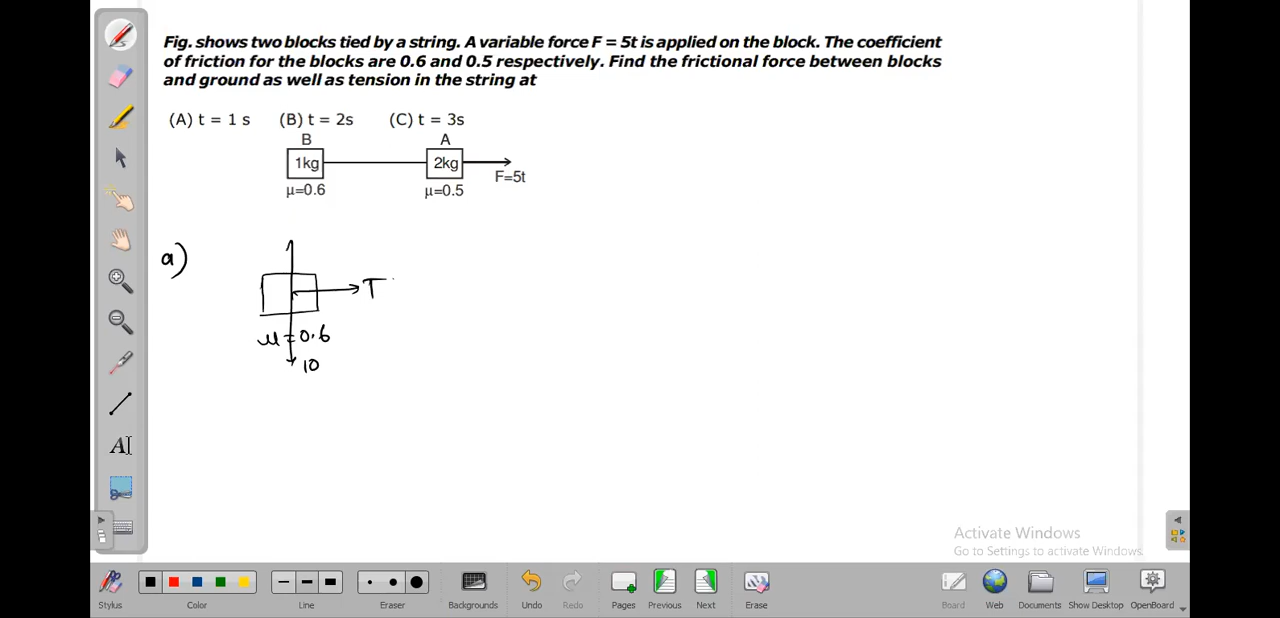 Fig. shows two blocks tied by a string. A variable force F = 5t is applied on the block. The coefficient
of friction for the blocks are 0.6 and 0.5 respectively. Find the frictional force between blocks
and ground as well as tension in the string at
(A) t = 1 s (B) t = 2s (C) t = 3s
B A
1kg 2kg
F=5t
μ=0.6 μ=0.5
a)
T
μ=0.6
10
Activate Windows
Go to Settings to activate Windows.
Stylus Color Line Eraser Backgrounds Undo Redo Pages Previous Next Erase Board Web Documents Show Desktop OpenBoard